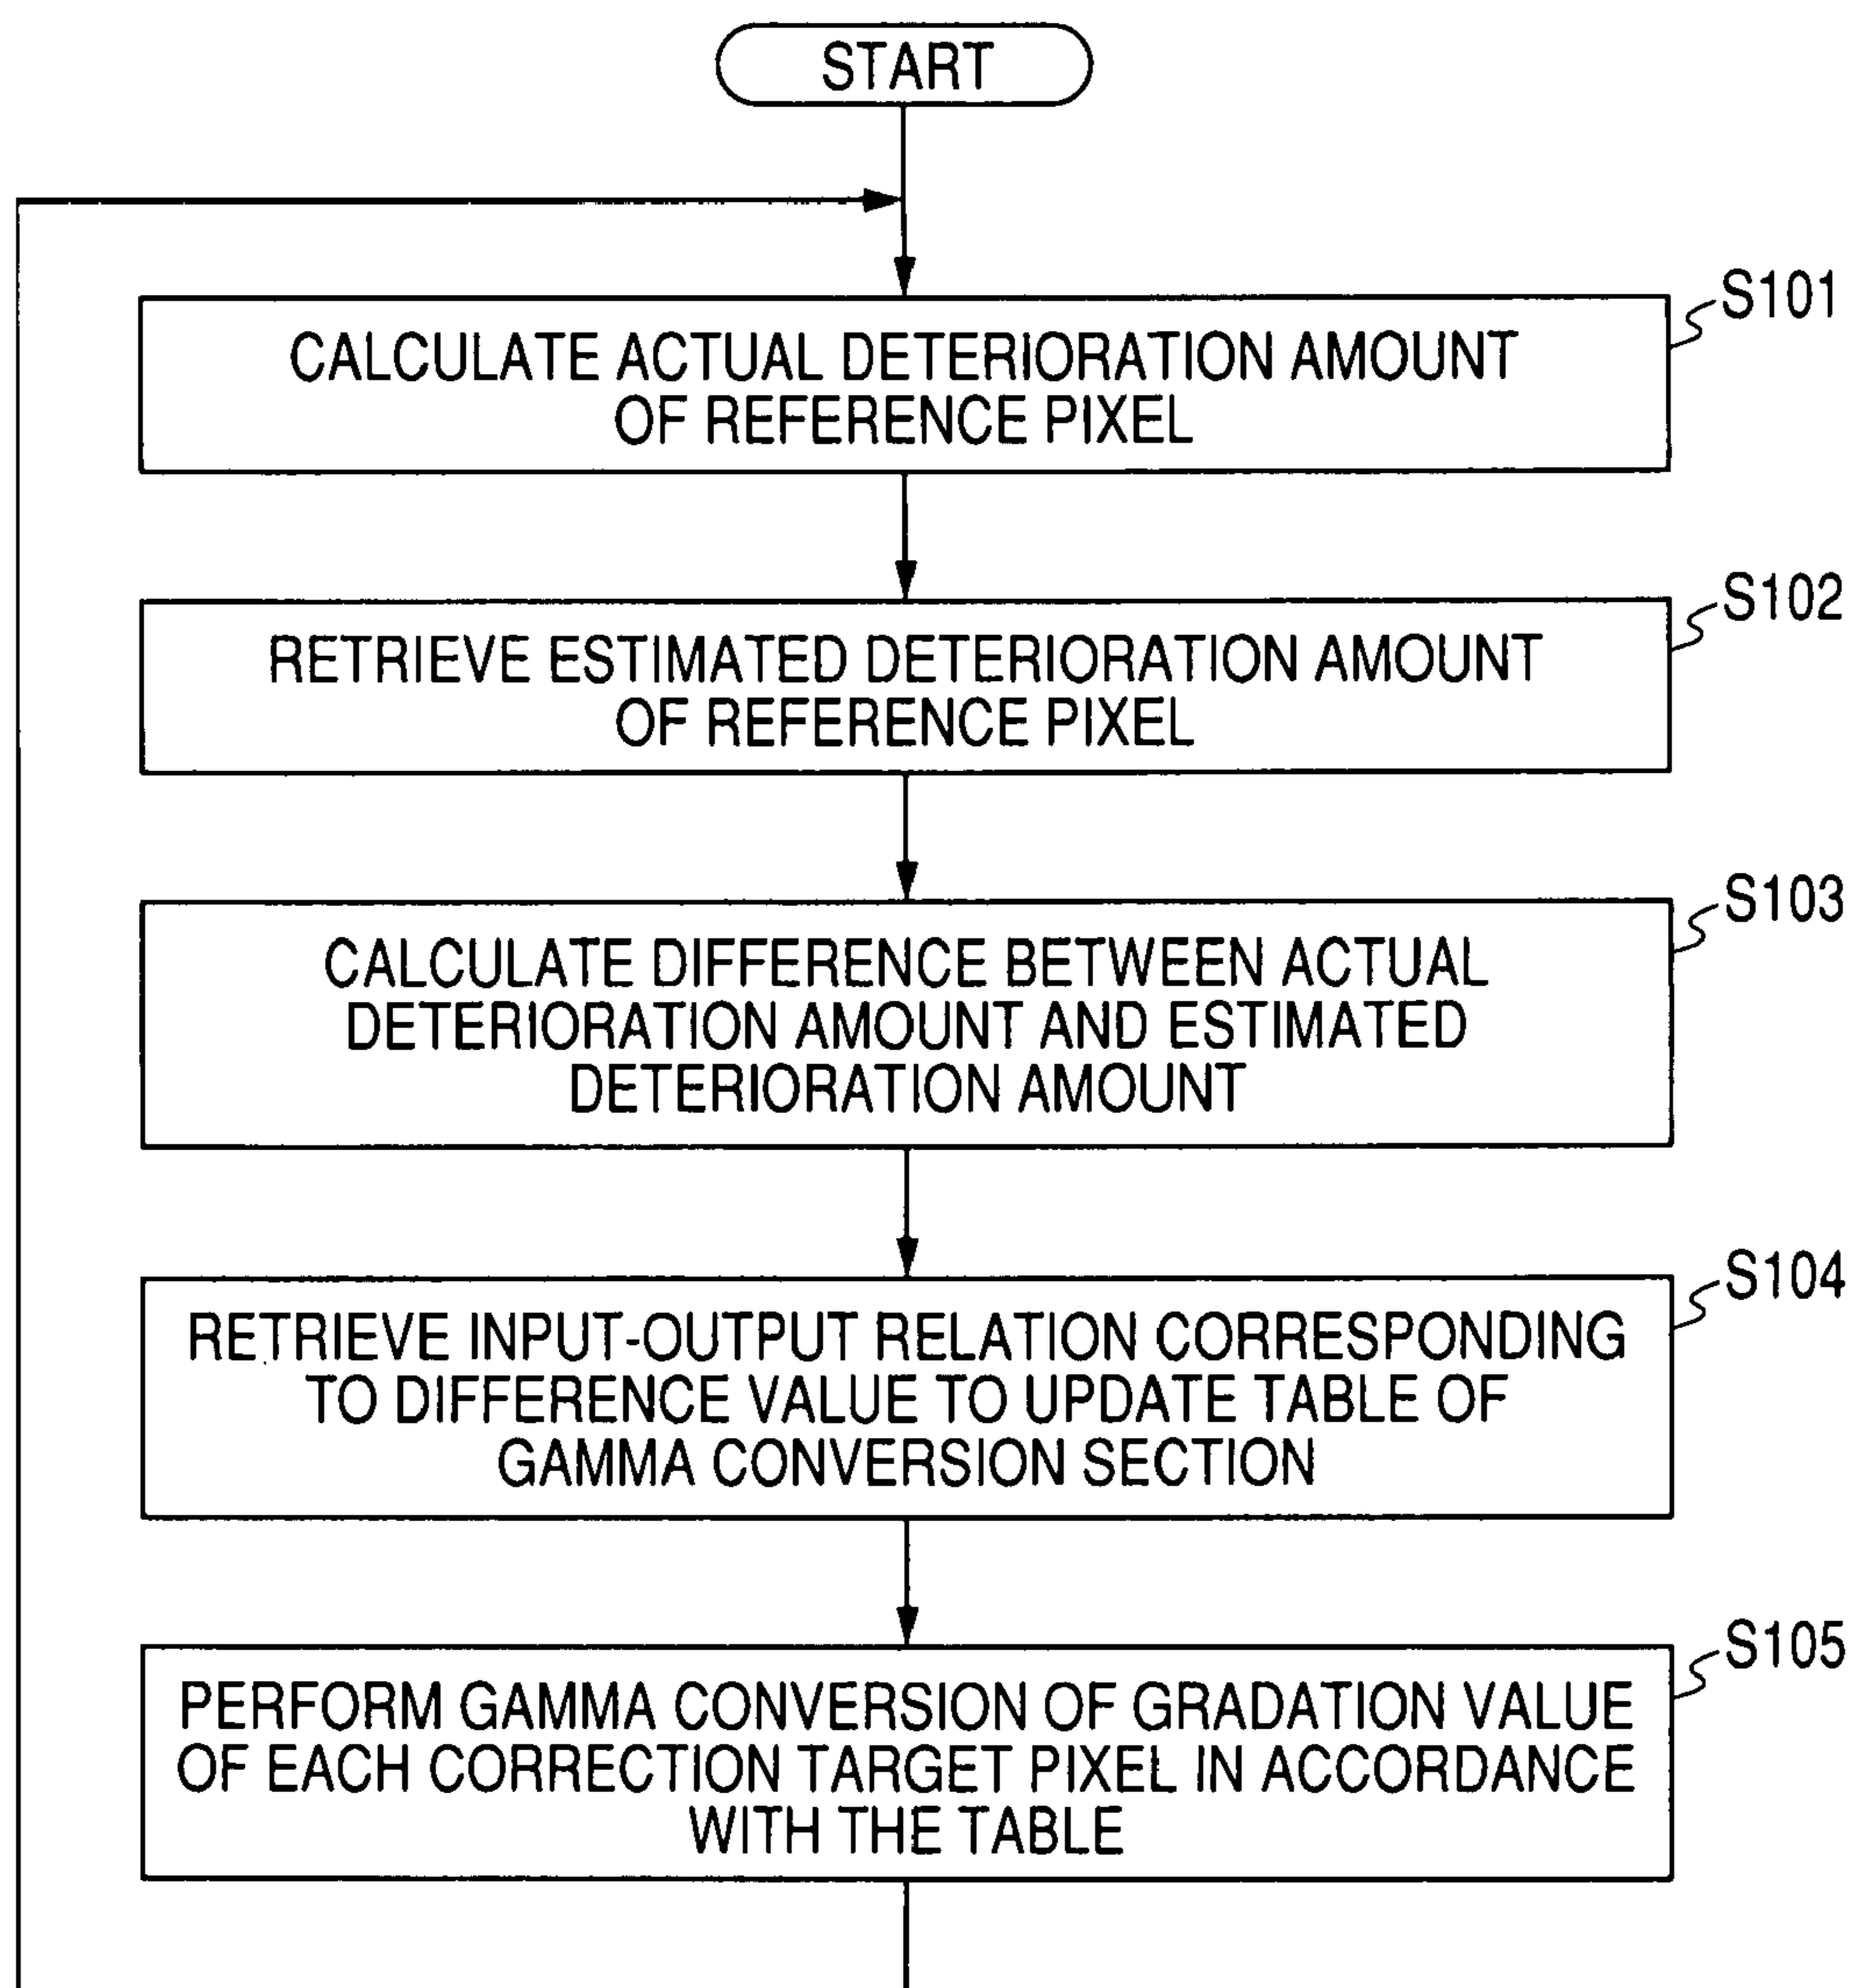 START
S101
CALCULATE ACTUAL DETERIORATION AMOUNT
OF REFERENCE PIXEL
S102
RETRIEVE ESTIMATED DETERIORATION AMOUNT
OF REFERENCE PIXEL
S103
CALCULATE DIFFERENCE BETWEEN ACTUAL
DETERIORATION AMOUNT AND ESTIMATED
DETERIORATION AMOUNT
S104
RETRIEVE INPUT-OUTPUT RELATION CORRESPONDING
TO DIFFERENCE VALUE TO UPDATE TABLE OF
GAMMA CONVERSION SECTION
S105
PERFORM GAMMA CONVERSION OF GRADATION VALUE
OF EACH CORRECTION TARGET PIXEL IN ACCORDANCE
WITH THE TABLE